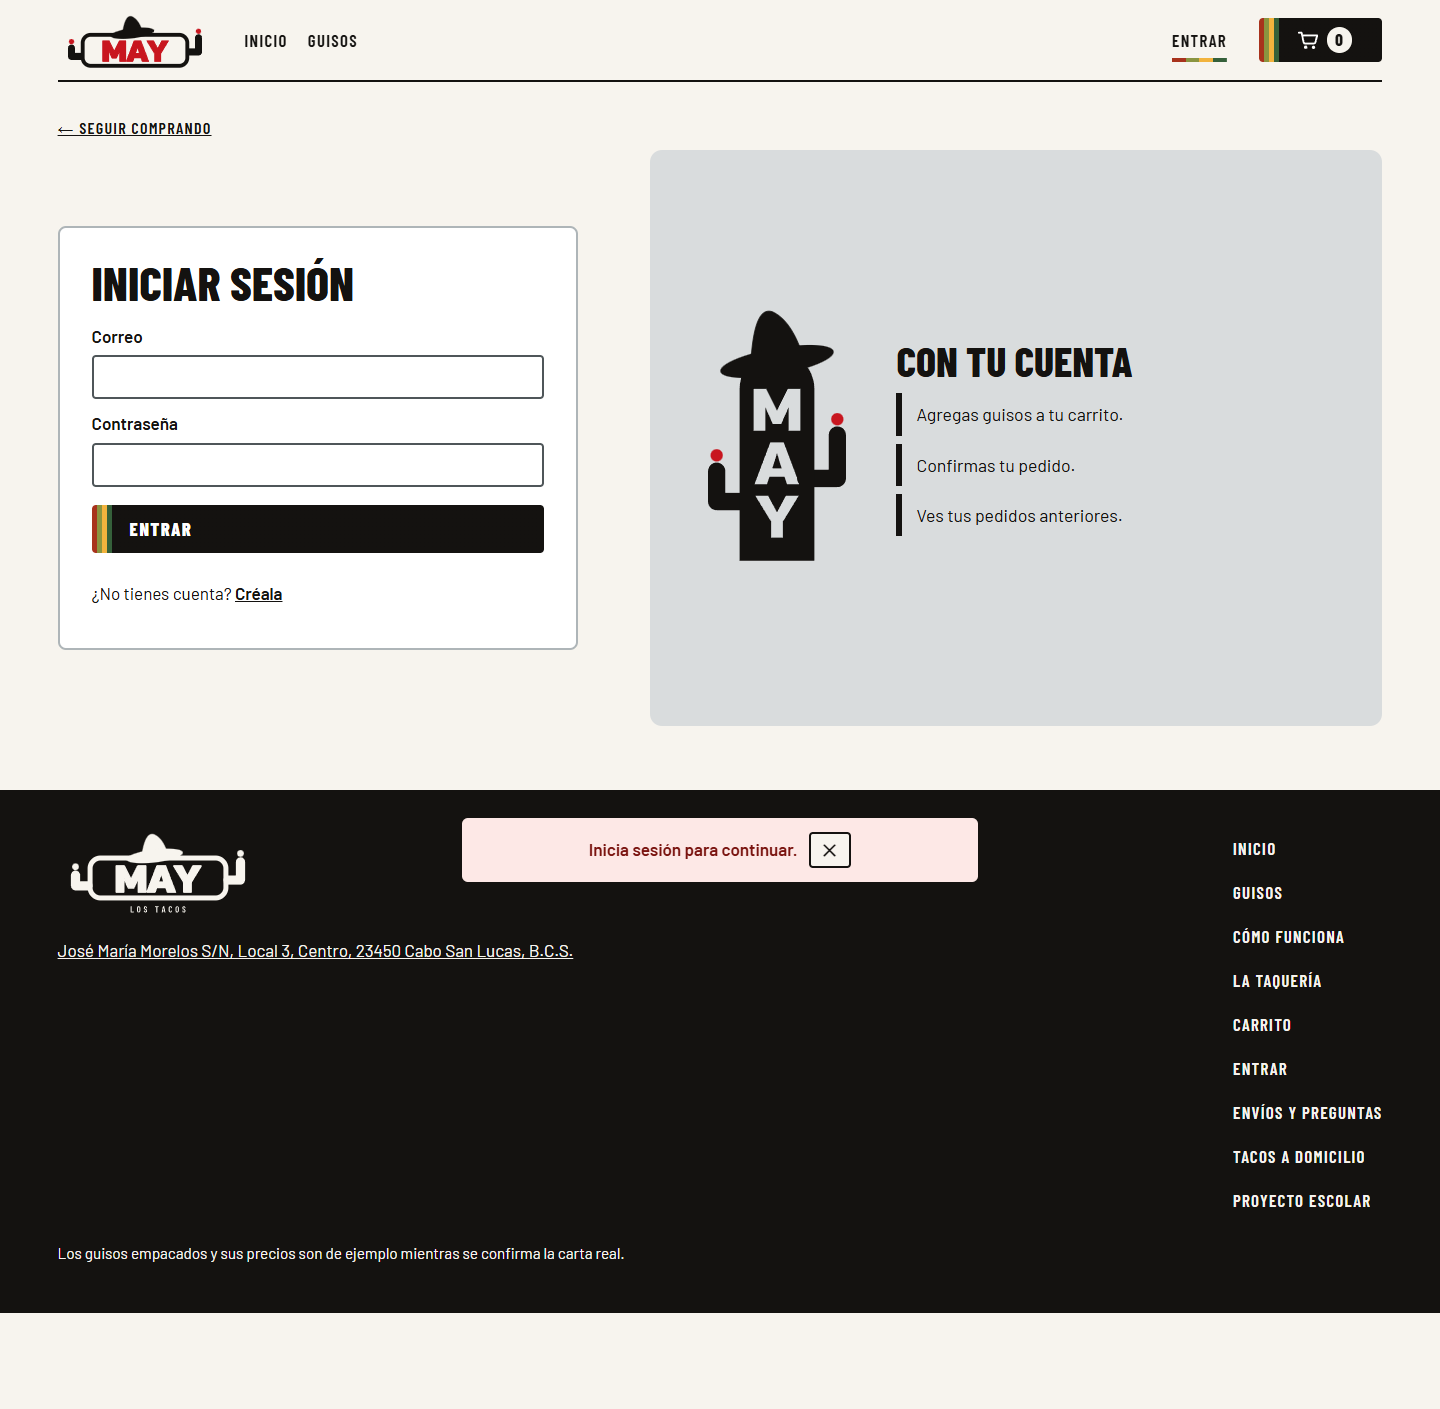 MAY
INICIO
GUISOS
ENTRAR
0
← SEGUIR COMPRANDO
INICIAR SESIÓN
Correo
Contraseña
ENTRAR
¿No tienes cuenta? Créala
MAY
CON TU CUENTA
Agregas guisos a tu carrito.
Confirmas tu pedido.
Ves tus pedidos anteriores.
MAY
LOS TACOS
José María Morelos S/N, Local 3, Centro, 23450 Cabo San Lucas, B.C.S.
Inicia sesión para continuar.
INICIO
GUISOS
CÓMO FUNCIONA
LA TAQUERÍA
CARRITO
ENTRAR
ENVÍOS Y PREGUNTAS
TACOS A DOMICILIO
PROYECTO ESCOLAR
Los guisos empacados y sus precios son de ejemplo mientras se confirma la carta real.